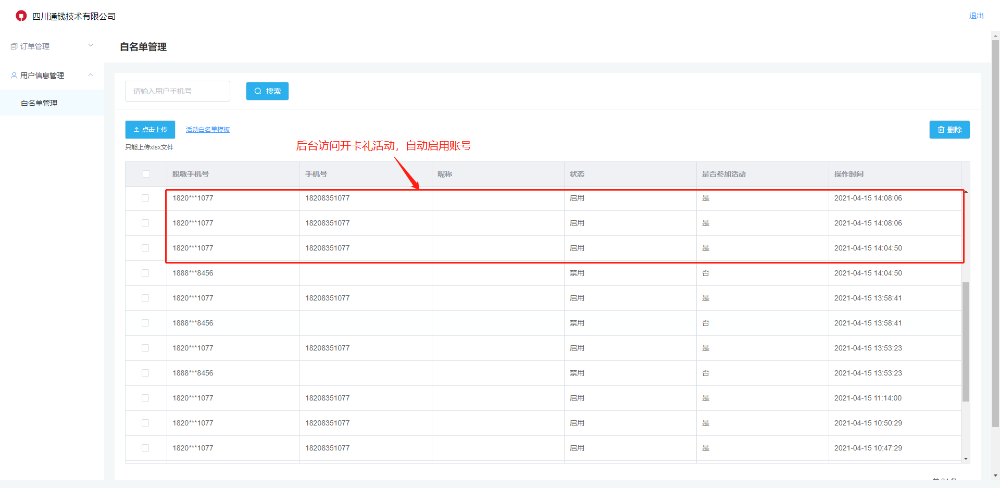 四川通钱技术有限公司
退出
订单管理
用户信息管理
白名单管理
白名单管理
请输入用户手机号
搜索
点击上传
活动白名单模板
删除
只能上传xlsx文件
后台访问开卡礼活动，自动启用账号
脱敏手机号 手机号 昵称 状态 是否参加活动 操作时间
1820***1077 18208351077 启用 是 2021-04-15 14:08:06
1820***1077 18208351077 启用 是 2021-04-15 14:08:06
1820***1077 18208351077 启用 是 2021-04-15 14:04:50
1888***8456 禁用 否 2021-04-15 14:04:50
1820***1077 18208351077 启用 是 2021-04-15 13:58:41
1888***8456 禁用 否 2021-04-15 13:58:41
1820***1077 18208351077 启用 是 2021-04-15 13:53:23
1888***8456 禁用 否 2021-04-15 13:53:23
1820***1077 18208351077 启用 是 2021-04-15 11:14:00
1820***1077 18208351077 启用 是 2021-04-15 10:50:29
1820***1077 18208351077 启用 是 2021-04-15 10:47:29